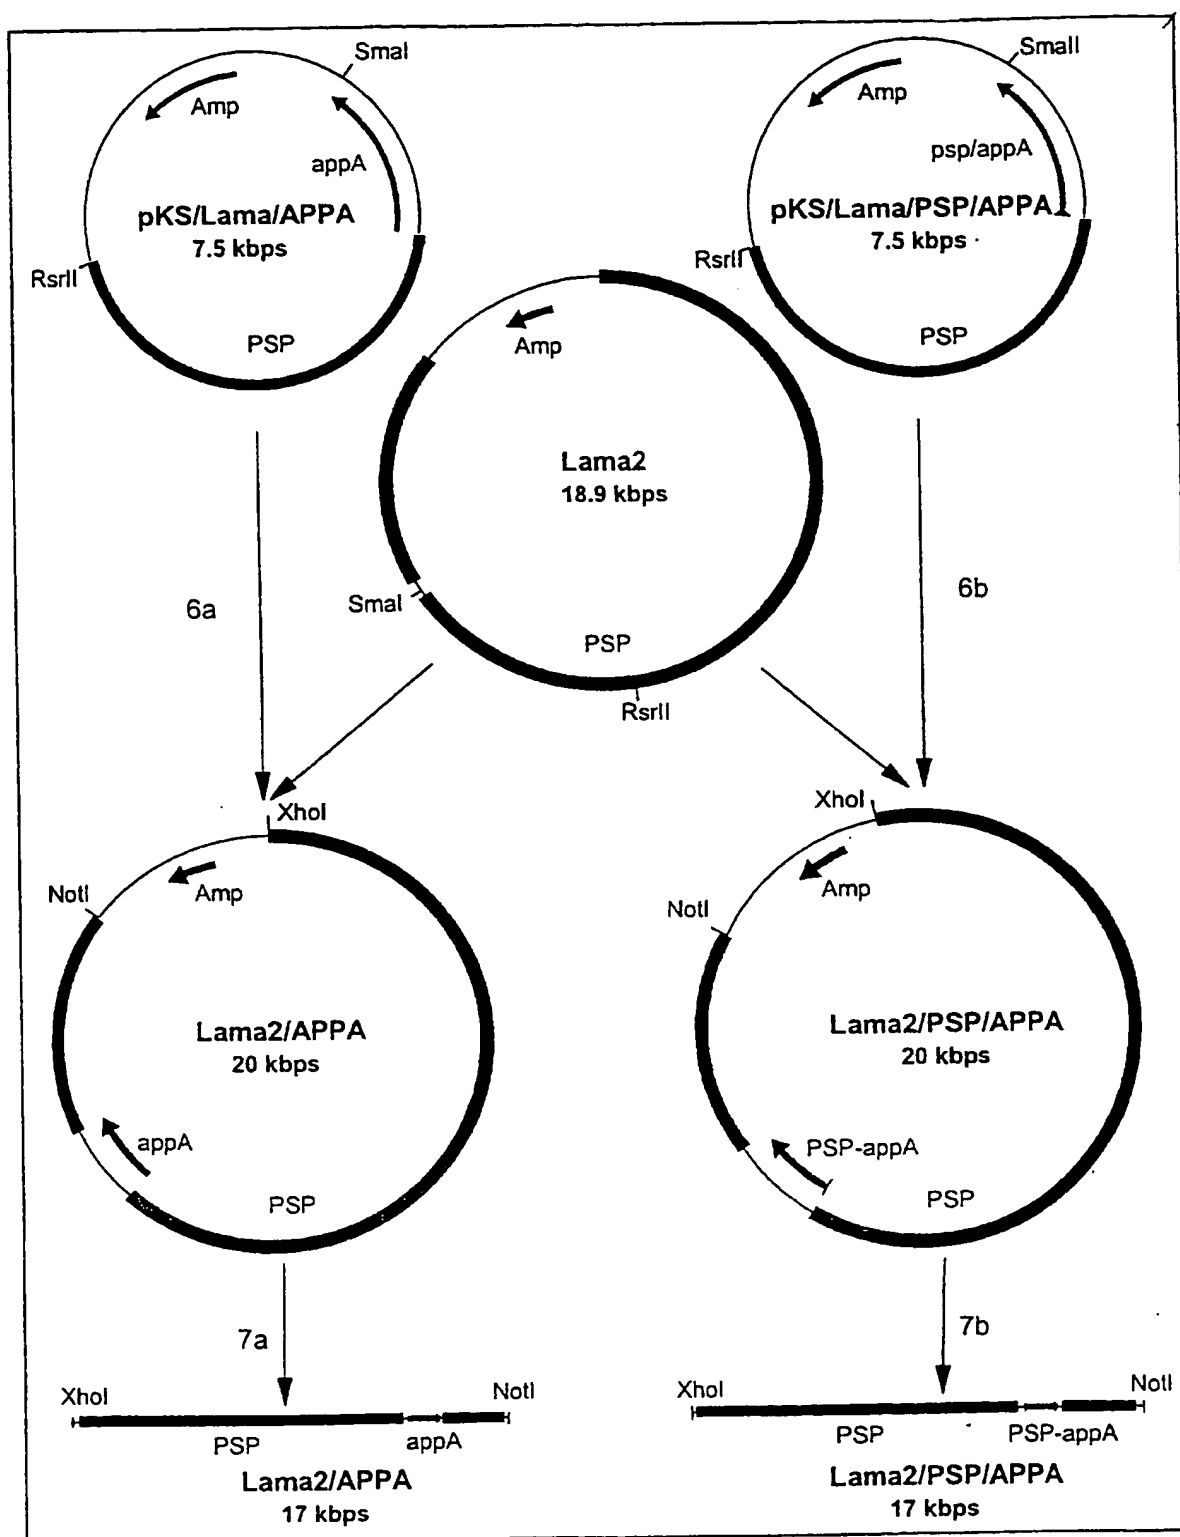 SmaI
Amp
appA
pKS/Lama/APPA
7.5 kbps
RsrII
PSP
SmaII
Amp
psp/appA
pKS/Lama/PSP/APPA
7.5 kbps
RsrII
PSP
Amp
Lama2
18.9 kbps
SmaI
PSP
RsrII
6a
6b
XhoI
Amp
NotI
Lama2/APPA
20 kbps
appA
PSP
XhoI
Amp
NotI
Lama2/PSP/APPA
20 kbps
PSP-appA
PSP
7a
7b
XhoI
NotI
PSP
appA
Lama2/APPA
17 kbps
XhoI
NotI
PSP
PSP-appA
Lama2/PSP/APPA
17 kbps